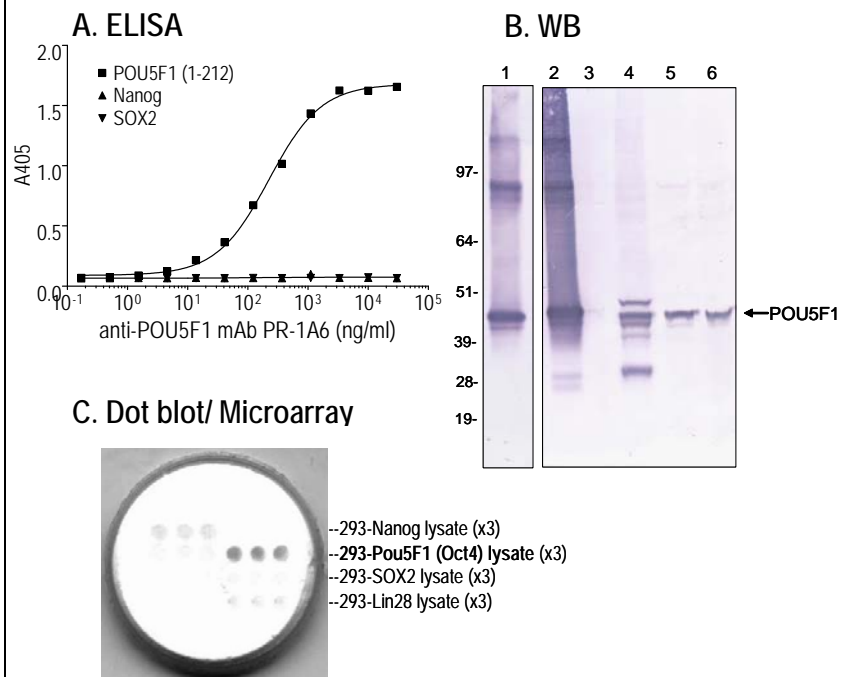 A. ELISA
2.0
1.5
1.0
0.5
0.0
A405
POU5F1 (1-212)
Nanog
SOX2
10-1 100 101 102 103 104 105
anti-POU5F1 mAb PR-1A6 (ng/ml)
B. WB
1 2 3 4 5 6
97-
64-
51-
39-
28-
19-
POU5F1
C. Dot blot/ Microarray
--293-Nanog lysate (x3)
--293-Pou5F1 (Oct4) lysate (x3)
--293-SOX2 lysate (x3)
--293-Lin28 lysate (x3)